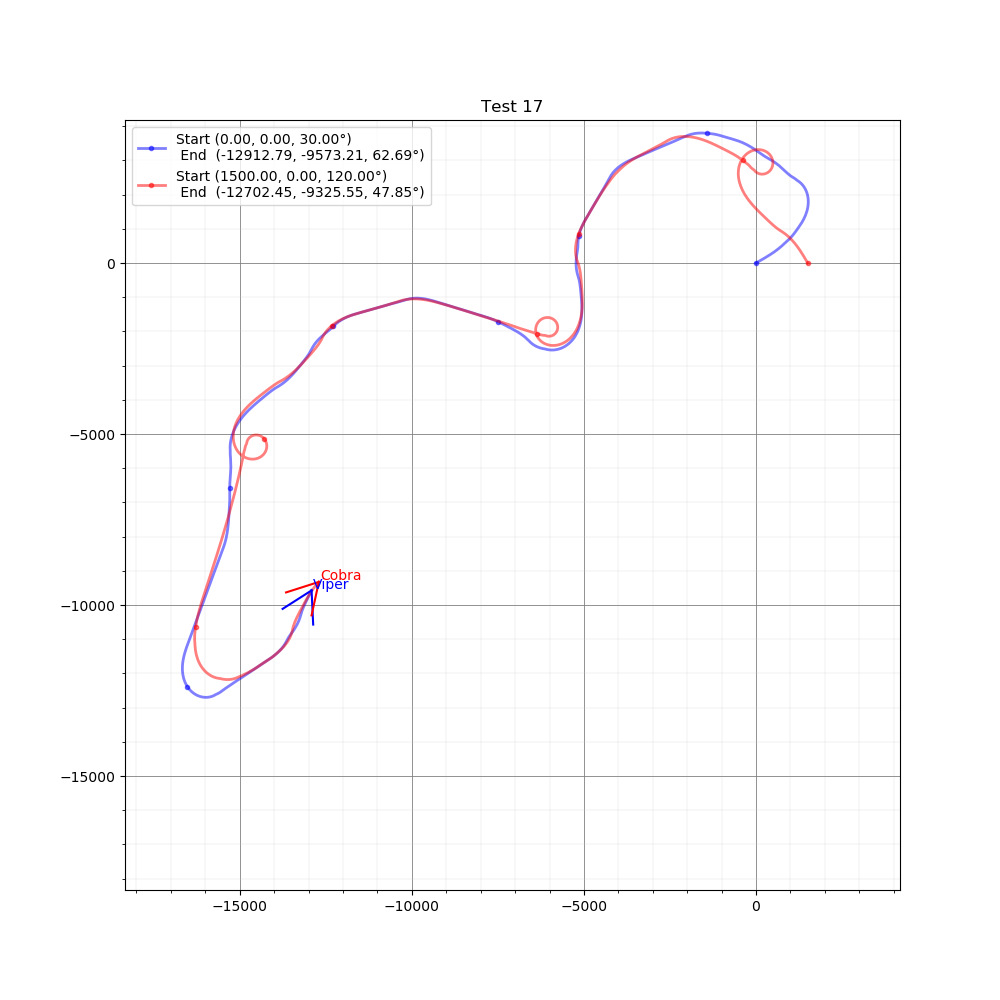 Test 17
Start (0.00, 0.00, 30.00°)
End (-12912.79, -9573.21, 62.69°)
Start (1500.00, 0.00, 120.00°)
End (-12702.45, -9325.55, 47.85°)
0
−5000
−10000
−15000
Cobra
Viper
−15000
−10000
−5000
0